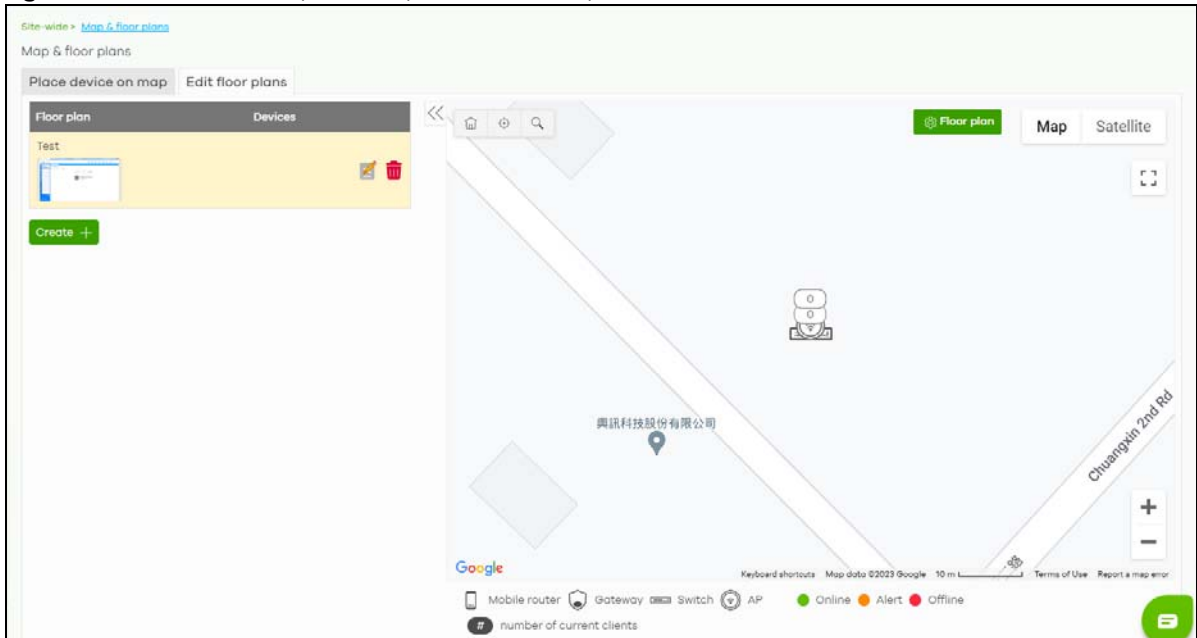 Site-wide > Map & floor plans
Map & floor plans
Place device on map
Edit floor plans
Floor plan
Devices
Test
Create +
Floor plan
Map
Satellite
0
0
興訊科技股份有限公司
Chuangxin 2nd Rd
Google
Keyboard shortcuts
Map data ©2023 Google
10 m
Terms of Use
Report a map error
Mobile router
Gateway
Switch
AP
Online
Alert
Offline
# number of current clients